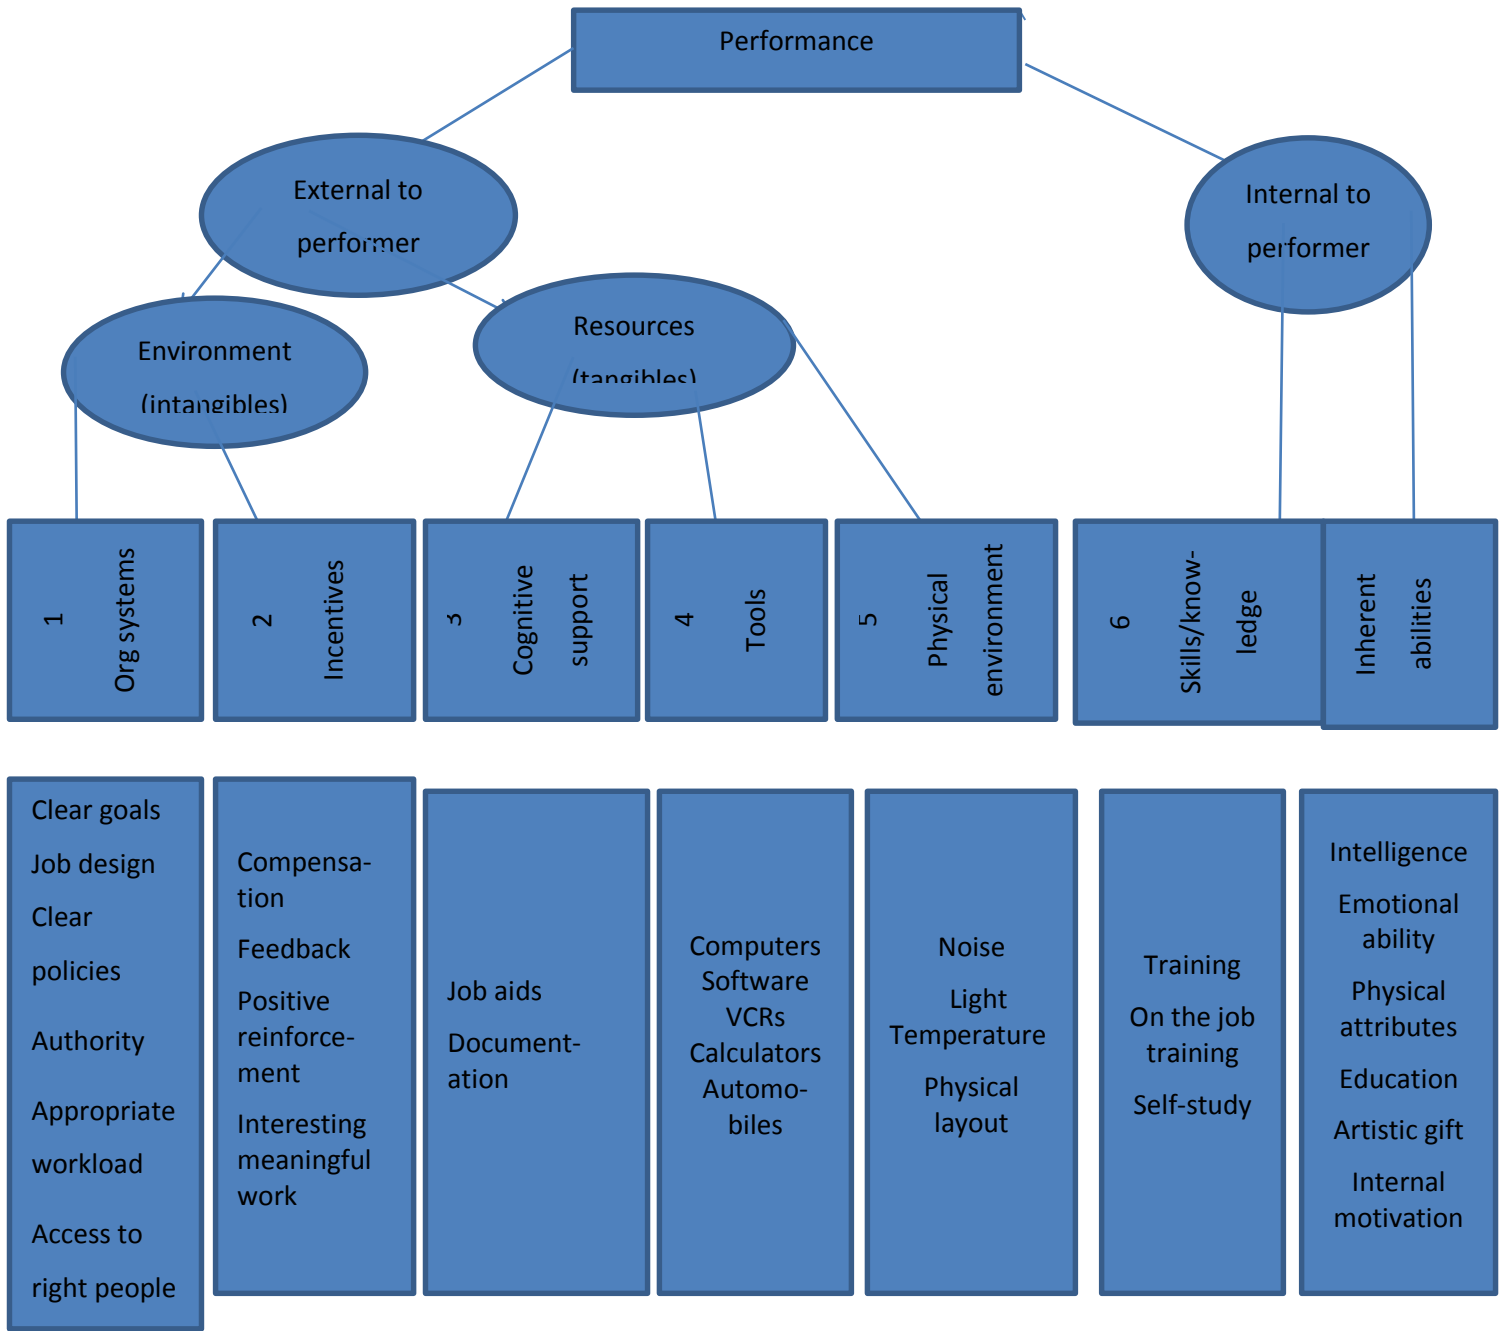 Performance
External to
performer
Internal to
performer
Environment
(intangibles)
Resources
(tangibles)
1
Org systems
2
Incentives
3
Cognitive
support
4
Tools
5
Physical
environment
6
Skills/know-
ledge
Inherent
abilities
Clear goals
Job design
Clear
policies
Authority
Appropriate
workload
Access to
right people
Compensa-
tion
Feedback
Positive
reinforce-
ment
Interesting
meaningful
work
Job aids
Document-
ation
Computers
Software
VCRs
Calculators
Automo-
biles
Noise
Light
Temperature
Physical
layout
Training
On the job
training
Self-study
Intelligence
Emotional
ability
Physical
attributes
Education
Artistic gift
Internal
motivation